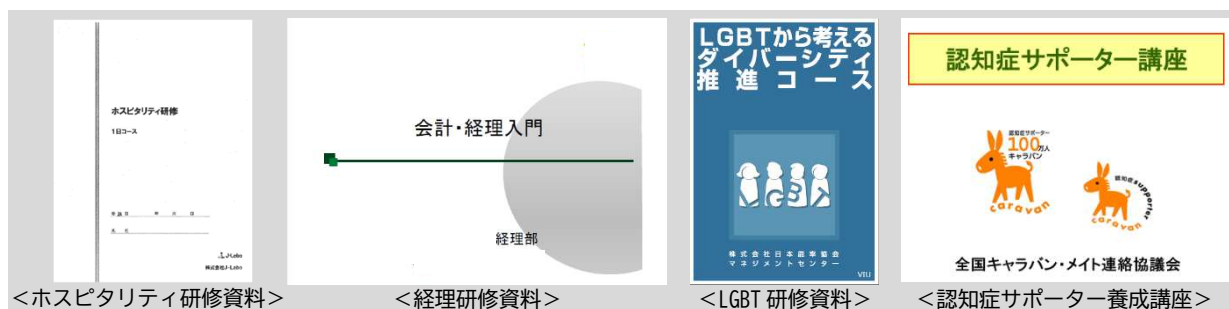 ホスピタリティ研修
1日コース
株式会社J-Labo
<ホスピタリティ研修資料>
会計・経理入門
経理部
<経理研修資料>
LGBTから考える
ダイバーシティ
推進コース
LGBT
株式会社日本能率協会
マネジメントセンター
<LGBT研修資料>
認知症サポーター講座
認知症サポーター
100万人
キャラバン
caravan
認知症supporter
caravan
全国キャラバン・メイト連絡協議会
<認知症サポーター養成講座>